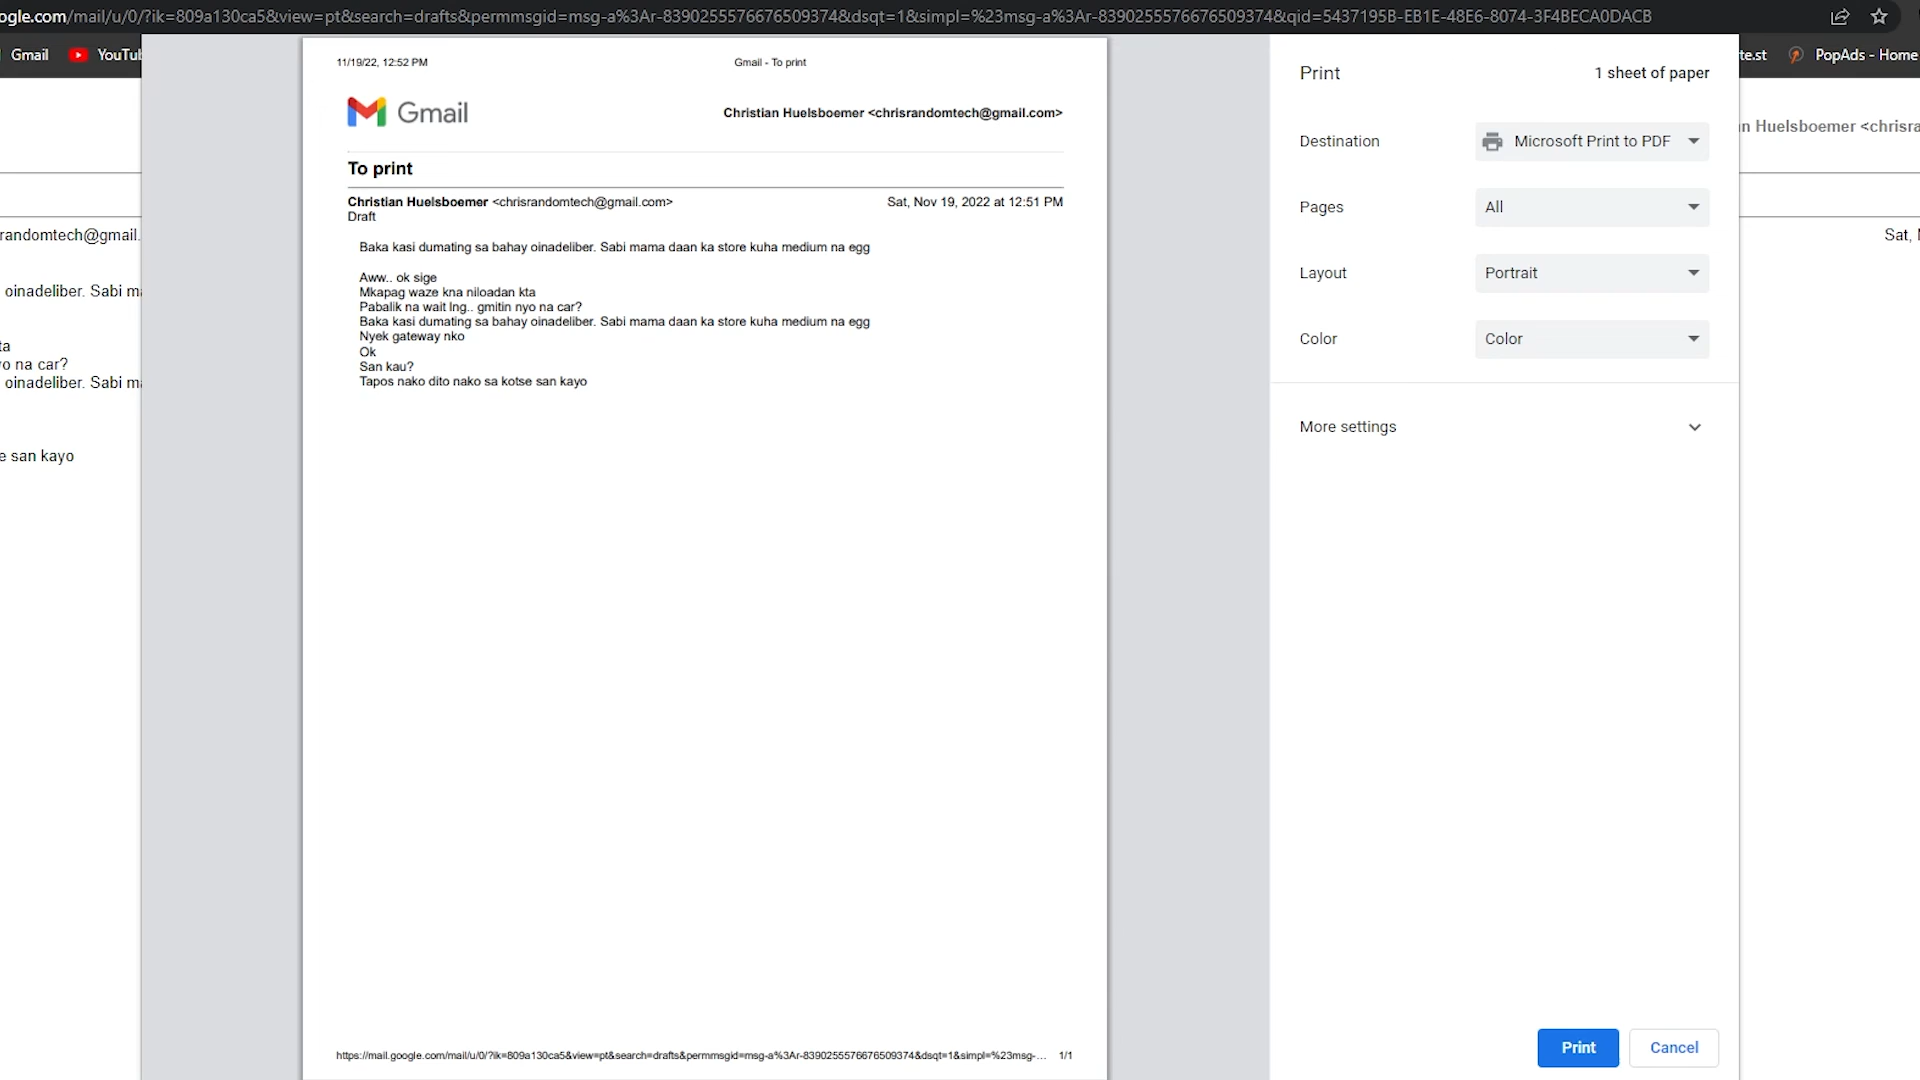 ogle.com/mail/u/0/?ik=809a130ca5&view=pt&search=drafts&permmsgid=msg-a%3Ar-8390255576676509374&dsqt=1&simpl=%23msg-a%3Ar-8390255576676509374&qid=5437195B-EB1E-48E6-8074-3F4BECA0DACB
Gmail YouTub te.st PopAds - Home
11/19/22, 12:52 PM Gmail - To print
Gmail Christian Huelsboemer <chrisrandomtech@gmail.com>
To print
Christian Huelsboemer <chrisrandomtech@gmail.com> Sat, Nov 19, 2022 at 12:51 PM
Draft
Baka kasi dumating sa bahay oinadeliber. Sabi mama daan ka store kuha medium na egg
Aww.. ok sige
Mkapag waze kna niloadan kta
Pabalik na wait lng.. gmitin nyo na car?
Baka kasi dumating sa bahay oinadeliber. Sabi mama daan ka store kuha medium na egg
Nyek gateway nko
Ok
San kau?
Tapos nako dito nako sa kotse san kayo
https://mail.google.com/mail/u/0/?ik=809a130ca5&view=pt&search=drafts&permmsgid=msg-a%3Ar-8390255576676509374&dsqt=1&simpl=%23msg-… 1/1
Print 1 sheet of paper
Destination Microsoft Print to PDF
Pages All
Layout Portrait
Color Color
More settings
Print Cancel
randomtech@gmail.
oinadeliber. Sabi ma
ta
yo na car?
oinadeliber. Sabi ma
e san kayo
n Huelsboemer <chrisra
Sat,